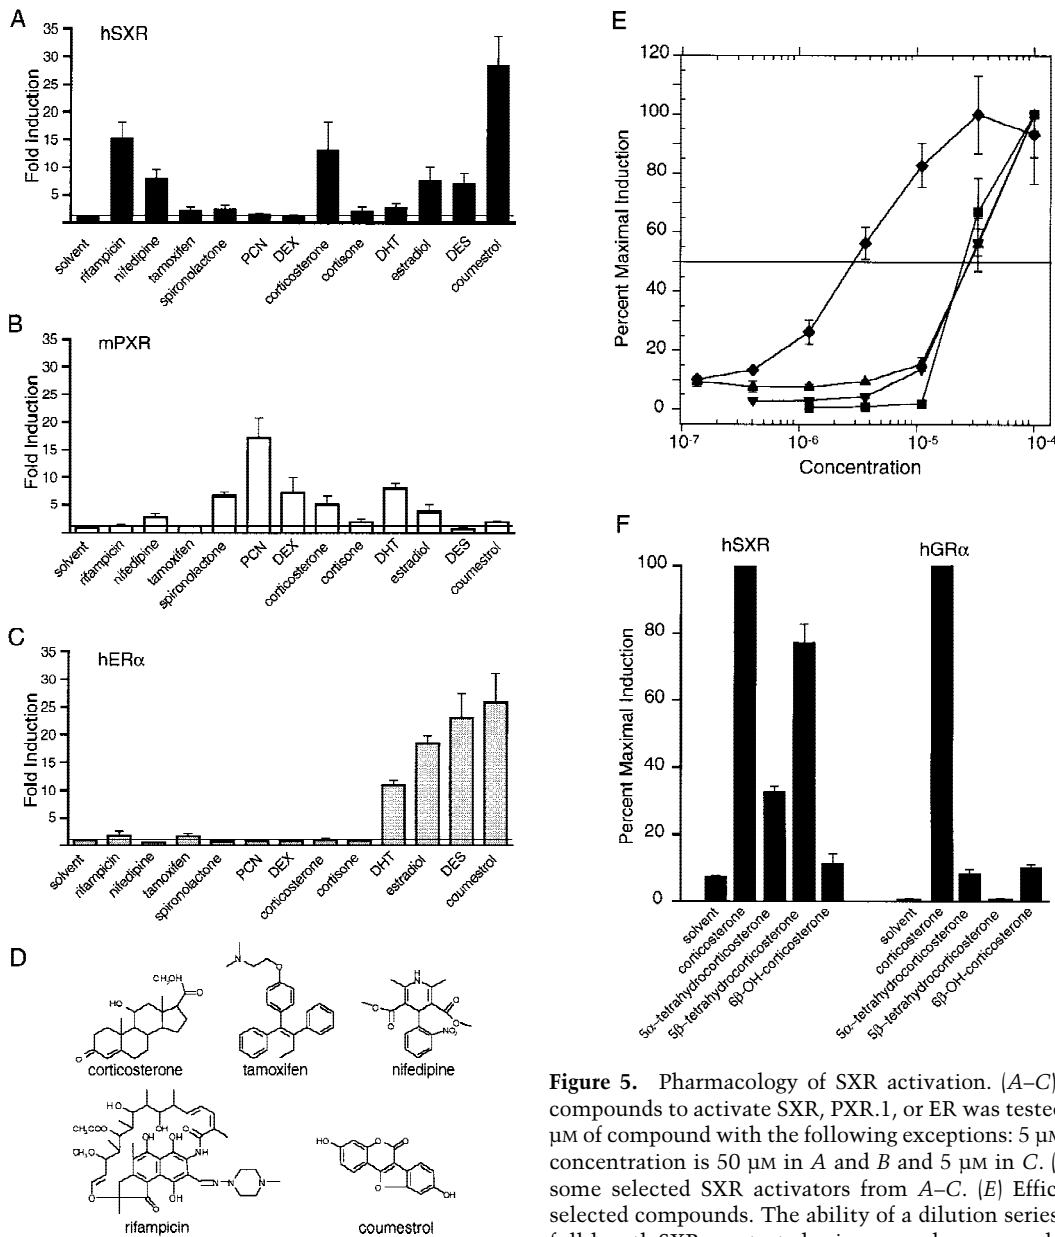 A
hSXR
Fold Induction
35
30
25
20
15
10
5
solvent
rifampicin
nifedipine
tamoxifen
spironolactone
PCN
DEX
corticosterone
cortisone
DHT
estradiol
DES
coumestrol
B
mPXR
Fold Induction
35
30
25
20
15
10
5
solvent
rifampicin
nifedipine
tamoxifen
spironolactone
PCN
DEX
corticosterone
cortisone
DHT
estradiol
DES
coumestrol
C
hERα
Fold Induction
35
30
25
20
15
10
5
solvent
rifampicin
nifedipine
tamoxifen
spironolactone
PCN
DEX
corticosterone
cortisone
DHT
estradiol
DES
coumestrol
D
corticosterone
tamoxifen
nifedipine
rifampicin
coumestrol
E
Percent Maximal Induction
120
100
80
60
40
20
0
10-7
10-6
10-5
10-4
Concentration
F
hSXR
hGRα
Percent Maximal Induction
100
80
60
40
20
0
solvent
corticosterone
5α–tetrahydrocorticosterone
5β–tetrahydrocorticosterone
6β-OH-corticosterone
solvent
corticosterone
5α–tetrahydrocorticosterone
5β–tetrahydrocorticosterone
6β-OH-corticosterone
Figure 5. Pharmacology of SXR activation. (A–C)
compounds to activate SXR, PXR.1, or ER was tested
μM of compound with the following exceptions: 5 μM
concentration is 50 μM in A and B and 5 μM in C. (
some selected SXR activators from A–C. (E) Effic
selected compounds. The ability of a dilution series